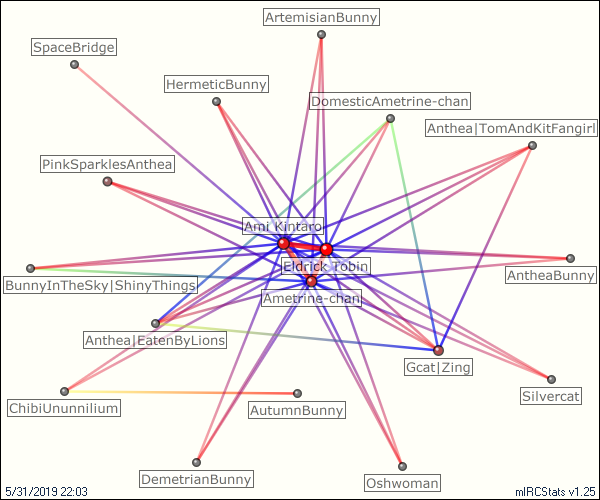 ArtemisianBunny
SpaceBridge
HermeticBunny
DomesticAmetrine-chan
Anthea|TomAndKitFangirl
PinkSparklesAnthea
Ami Kintaro
Eldrick Tobin
AntheaBunny
BunnyInTheSky|ShinyThings
Ametrine-chan
Anthea|EatenByLions
Gcat|Zing
Silvercat
ChibiUnunnilium
AutumnBunny
DemetrianBunny
Oshwoman
5/31/2019 22:03
mIRCStats v1.25